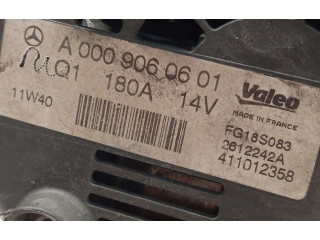 A 000 906 06 01
Q1 180A 14V
Valeo
MADE IN FRANCE
11W40
FG18S083
2612242A
411012358